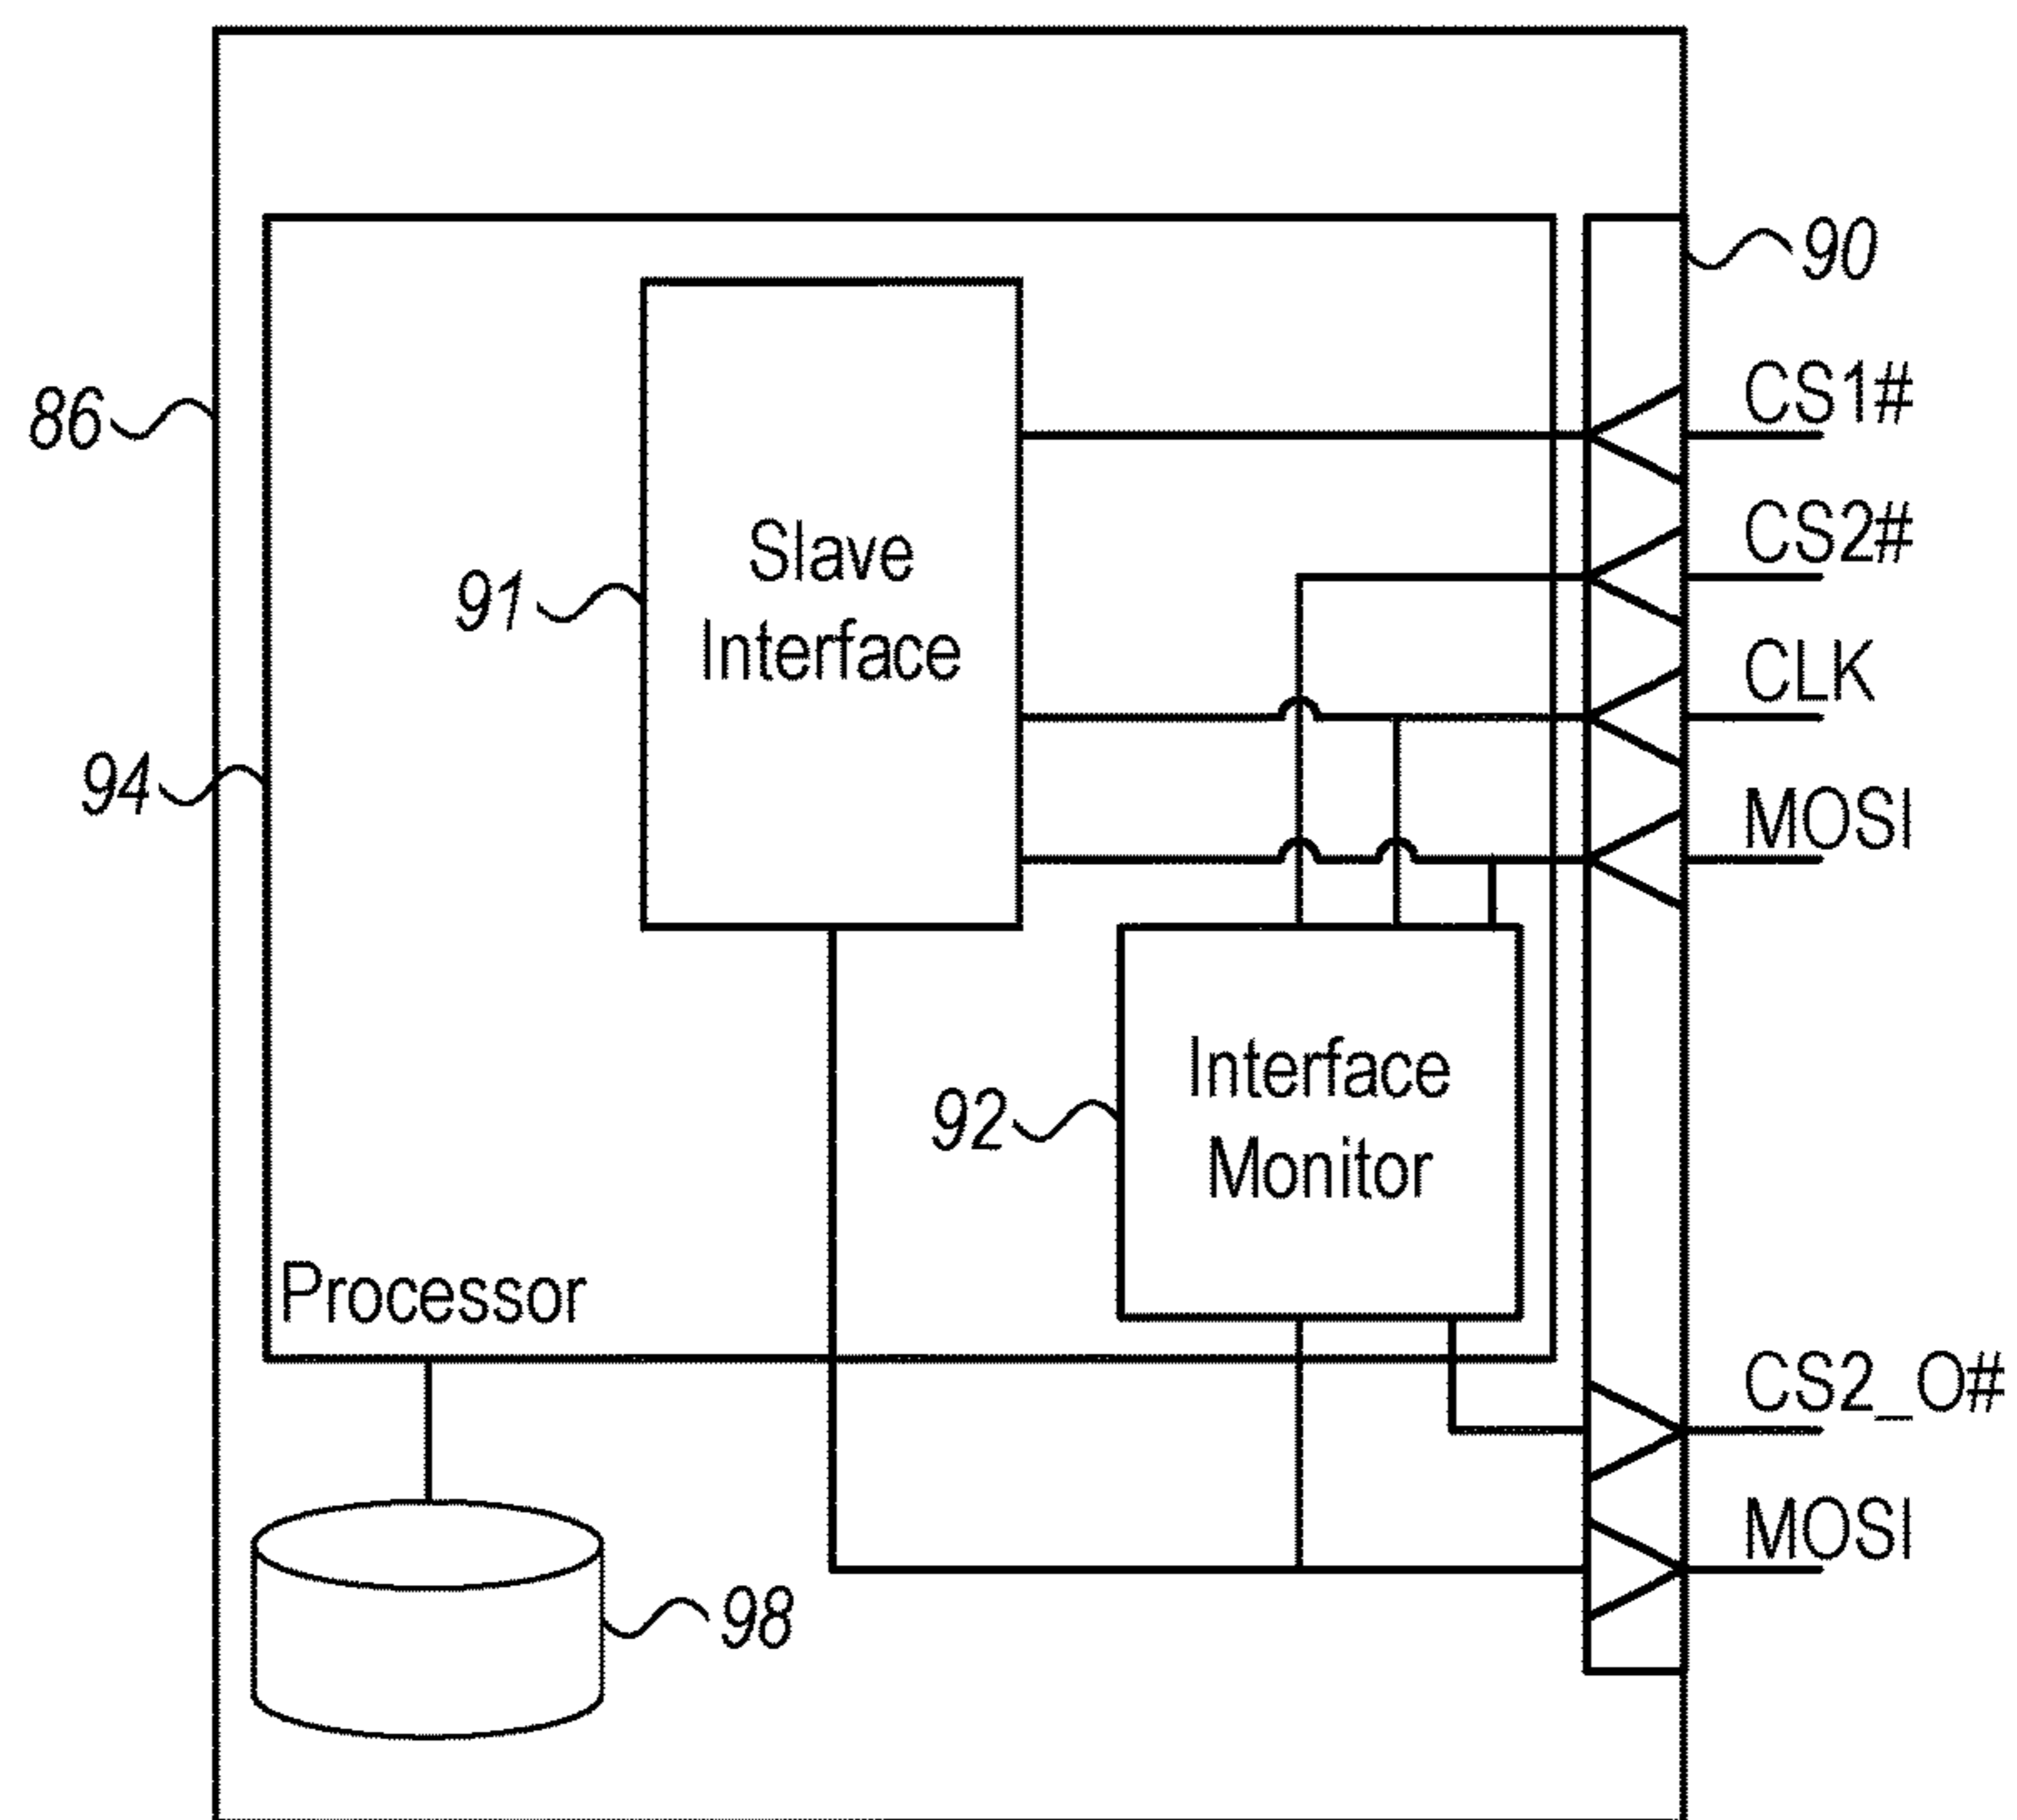 90
CS1#
86
CS2#
Slave
91
Interface
CLK
94
MOSI
Interface
92
Monitor
Processor
CS2_O#
MOSI
98